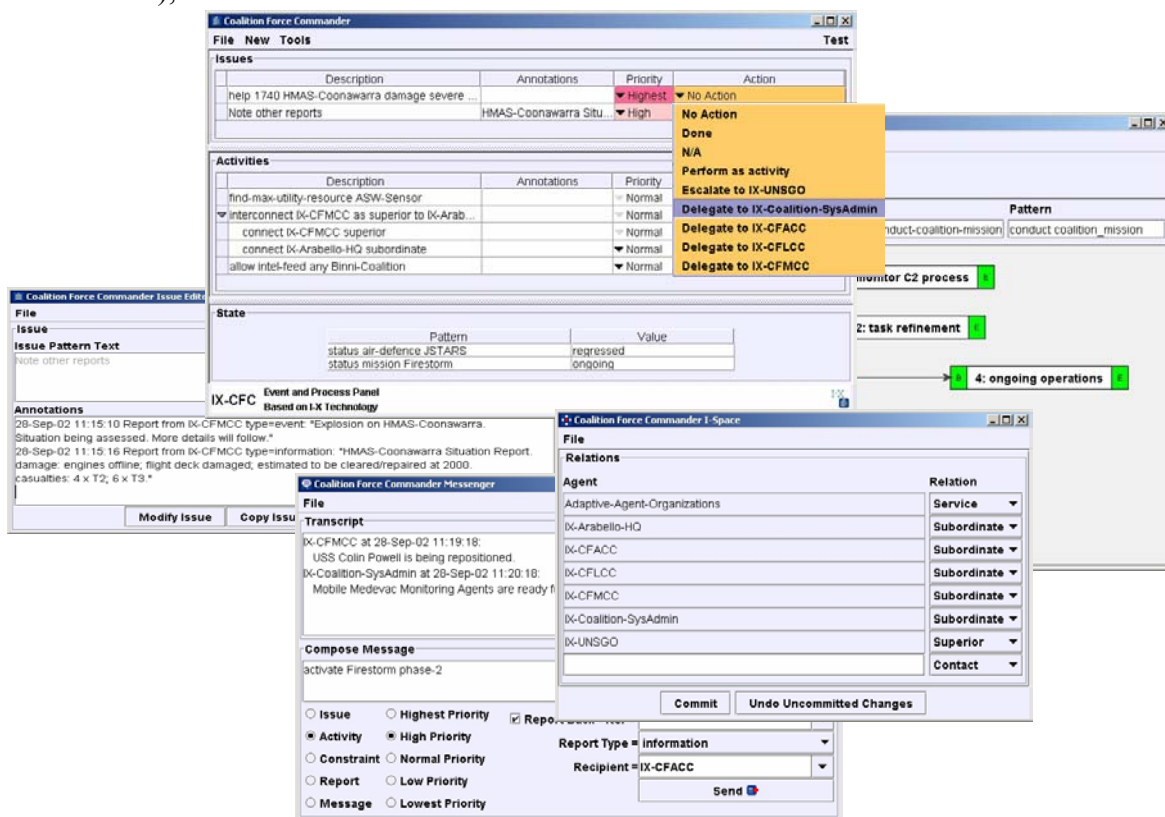 ),
Coalition Force Commander
File New Tools Test
Issues
Description Annotations Priority Action
help 1740 HMAS-Coonawarra damage severe ... Highest No Action
Note other reports HMAS-Coonawarra Situ... High
No Action
Done
N/A
Perform as activity
Escalate to IX-UNSGO
Delegate to IX-Coalition-SysAdmin
Delegate to IX-CFACC
Delegate to IX-CFLCC
Delegate to IX-CFMCC
Activities
Description Annotations Priority
find-max-utility-resource ASW-Sensor Normal
interconnect IX-CFMCC as superior to IX-Arab... Normal
connect IX-CFMCC superior Normal
connect IX-Arabello-HQ subordinate Normal
allow intel-feed any Binni-Coalition Normal
State
Pattern Value
status air-defence JSTARS regressed
status mission Firestorm ongoing
IX-CFC Event and Process Panel
Based on I-X Technology
Pattern
nduct-coalition-mission conduct coalition_mission
monitor C2 process E
2: task refinement E
B 4: ongoing operations E
Coalition Force Commander Issue Edito
File
Issue
Issue Pattern Text
Note other reports
Annotations
28-Sep-02 11:15:10 Report from IX-CFMCC type=event: "Explosion on HMAS-Coonawarra.
Situation being assessed. More details will follow."
28-Sep-02 11:15:16 Report from IX-CFMCC type=information: "HMAS-Coonawarra Situation Report.
damage: engines offline; flight deck damaged; estimated to be cleared/repaired at 2000.
casualties: 4 x T2; 6 x T3."
Modify Issue Copy Issu
Coalition Force Commander Messenger
File
Transcript
IX-CFMCC at 28-Sep-02 11:19:18:
USS Colin Powell is being repositioned.
IX-Coalition-SysAdmin at 28-Sep-02 11:20:18:
Mobile Medevac Monitoring Agents are ready f
Compose Message
activate Firestorm phase-2
Issue Highest Priority Report Back
Activity High Priority Report Type = information
Constraint Normal Priority Recipient = IX-CFACC
Report Low Priority Send
Message Lowest Priority
Coalition Force Commander I-Space
File
Relations
Agent Relation
Adaptive-Agent-Organizations Service
IX-Arabello-HQ Subordinate
IX-CFACC Subordinate
IX-CFLCC Subordinate
IX-CFMCC Subordinate
IX-Coalition-SysAdmin Subordinate
IX-UNSGO Superior
Contact
Commit Undo Uncommitted Changes